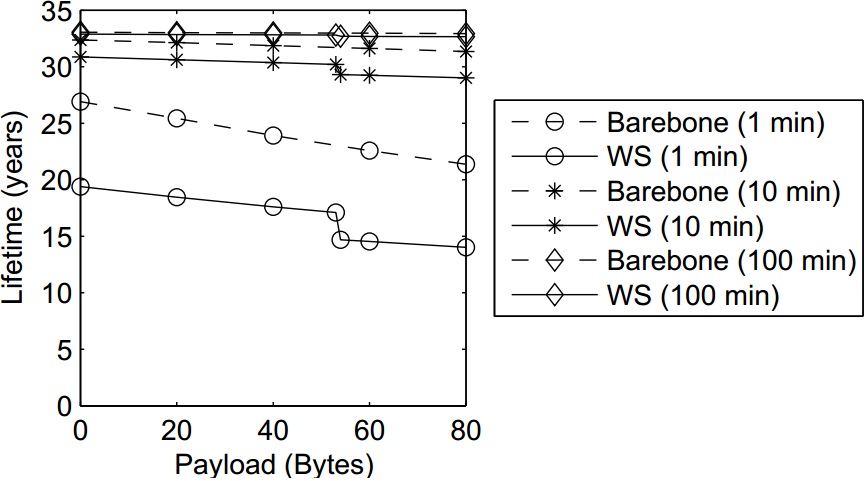 35
30
25
20
15
10
5
0
Lifetime (years)
0 20 40 60 80
Payload (Bytes)
Barebone (1 min)
WS (1 min)
Barebone (10 min)
WS (10 min)
Barebone (100 min)
WS (100 min)